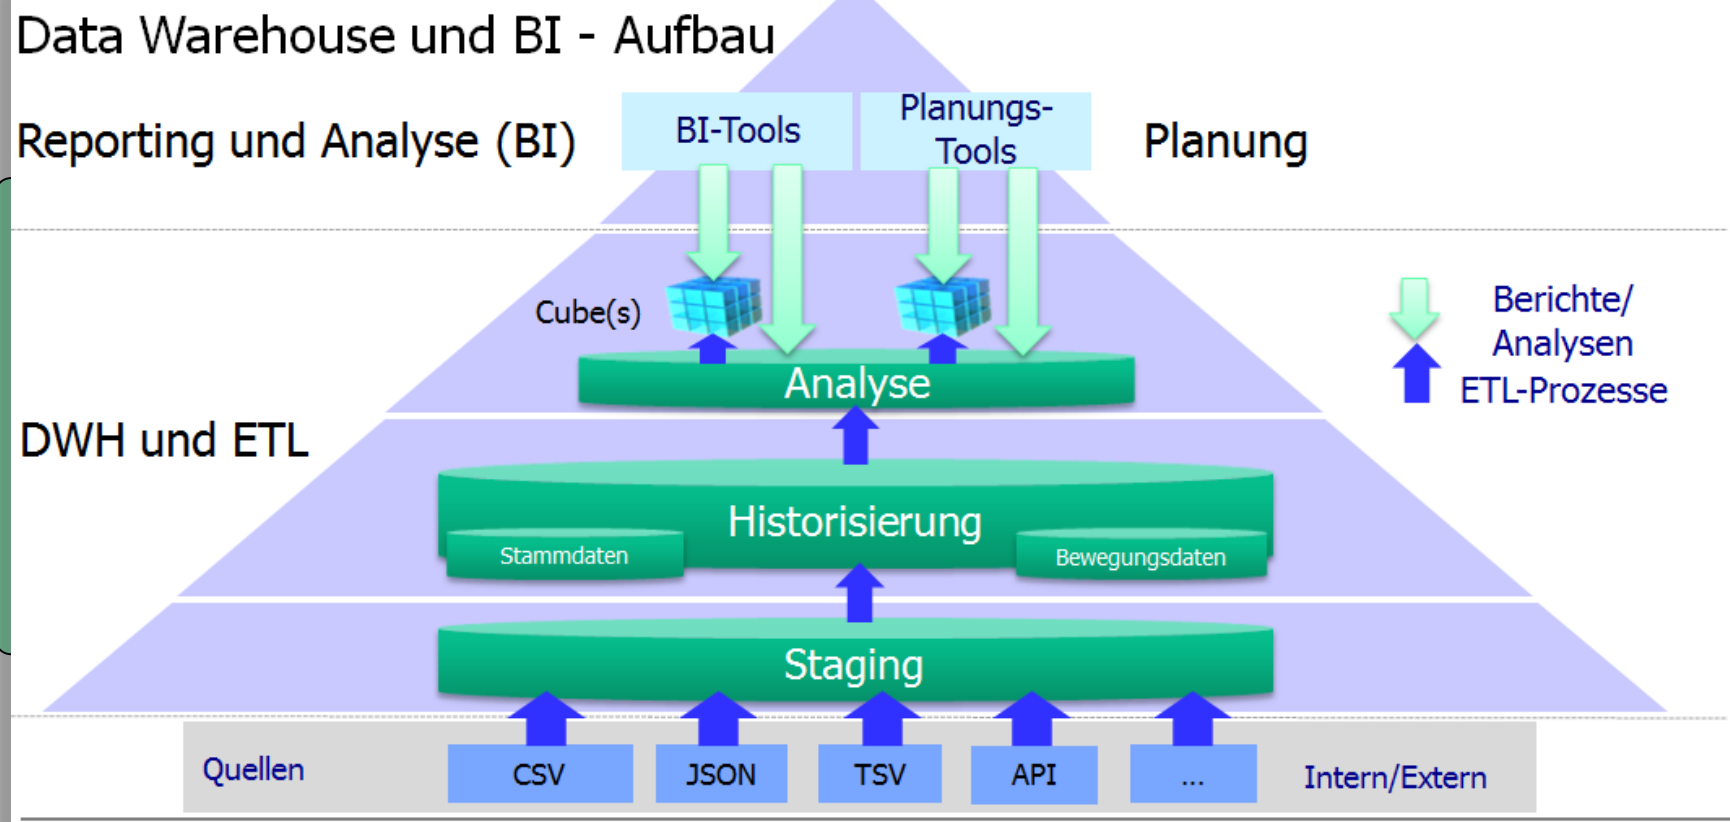 Data Warehouse und BI - Aufbau
Reporting und Analyse (BI)
BI-Tools
Planungs-
Tools
Planung
Cube(s)
Berichte/
Analysen
ETL-Prozesse
Analyse
DWH und ETL
Historisierung
Stammdaten
Bewegungsdaten
Staging
Quellen
CSV
JSON
TSV
API
...
Intern/Extern